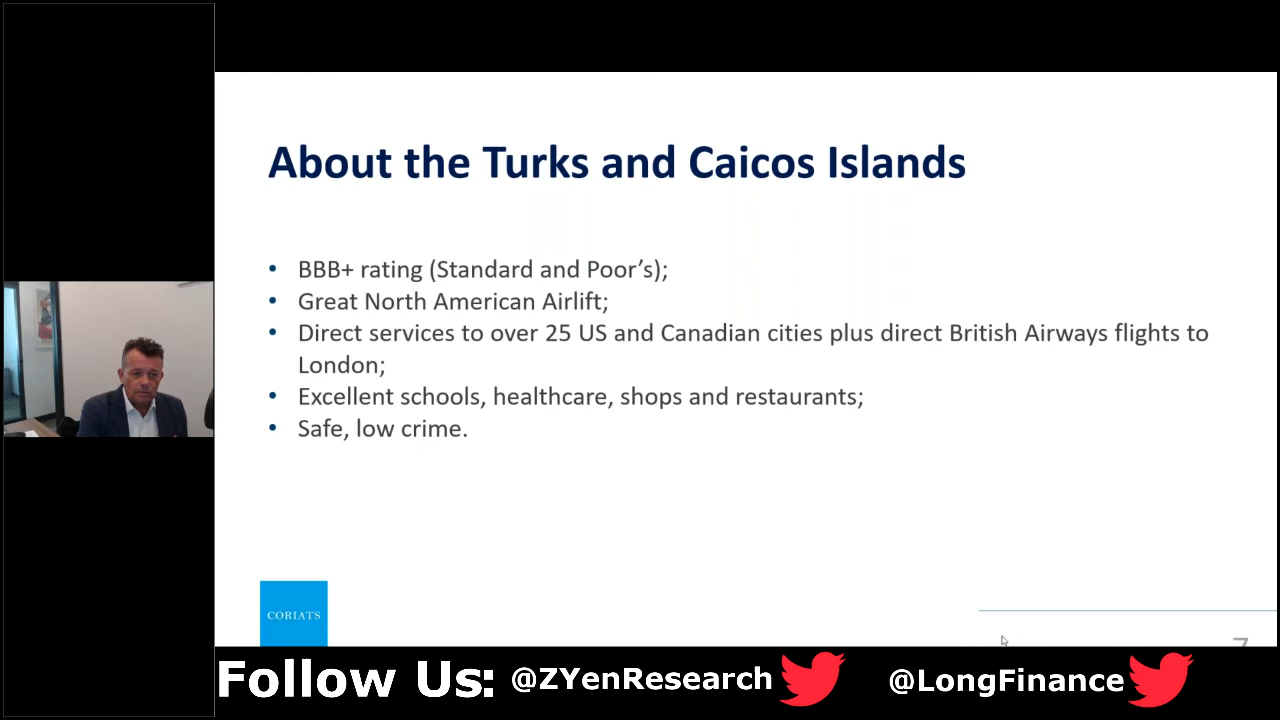 About the Turks and Caicos Islands
• BBB+ rating (Standard and Poor’s);
• Great North American Airlift;
• Direct services to over 25 US and Canadian cities plus direct British Airways flights to
London;
• Excellent schools, healthcare, shops and restaurants;
• Safe, low crime.
CORIATS
7
Follow Us: @ZYenResearch @LongFinance